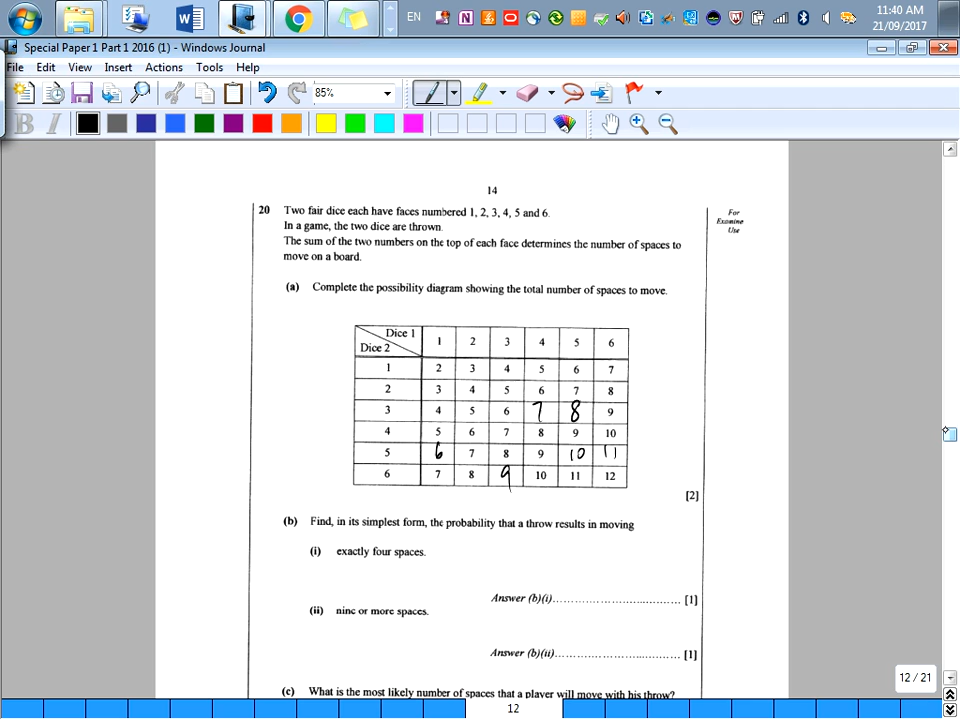 EN
11:40 AM
21/09/2017
Special Paper 1 Part 1 2016 (1) - Windows Journal
File Edit View Insert Actions Tools Help
85%
B I
14
20 Two fair dice each have faces numbered 1, 2, 3, 4, 5 and 6.
In a game, the two dice are thrown.
The sum of the two numbers on the top of each face determines the number of spaces to
move on a board.
For
Examine
Use
(a) Complete the possibility diagram showing the total number of spaces to move.
Dice 1
Dice 2
1 2 3 4 5 6
1 2 3 4 5 6 7
2 3 4 5 6 7 8
3 4 5 6 7 8 9
4 5 6 7 8 9 10
5 6 7 8 9 10 11
6 7 8 9 10 11 12
[2]
(b) Find, in its simplest form, the probability that a throw results in moving
(i) exactly four spaces.
Answer (b)(i)................................ [1]
(ii) nine or more spaces.
Answer (b)(ii)................................ [1]
(c) What is the most likely number of spaces that a player will move with his throw?
12 / 21
12